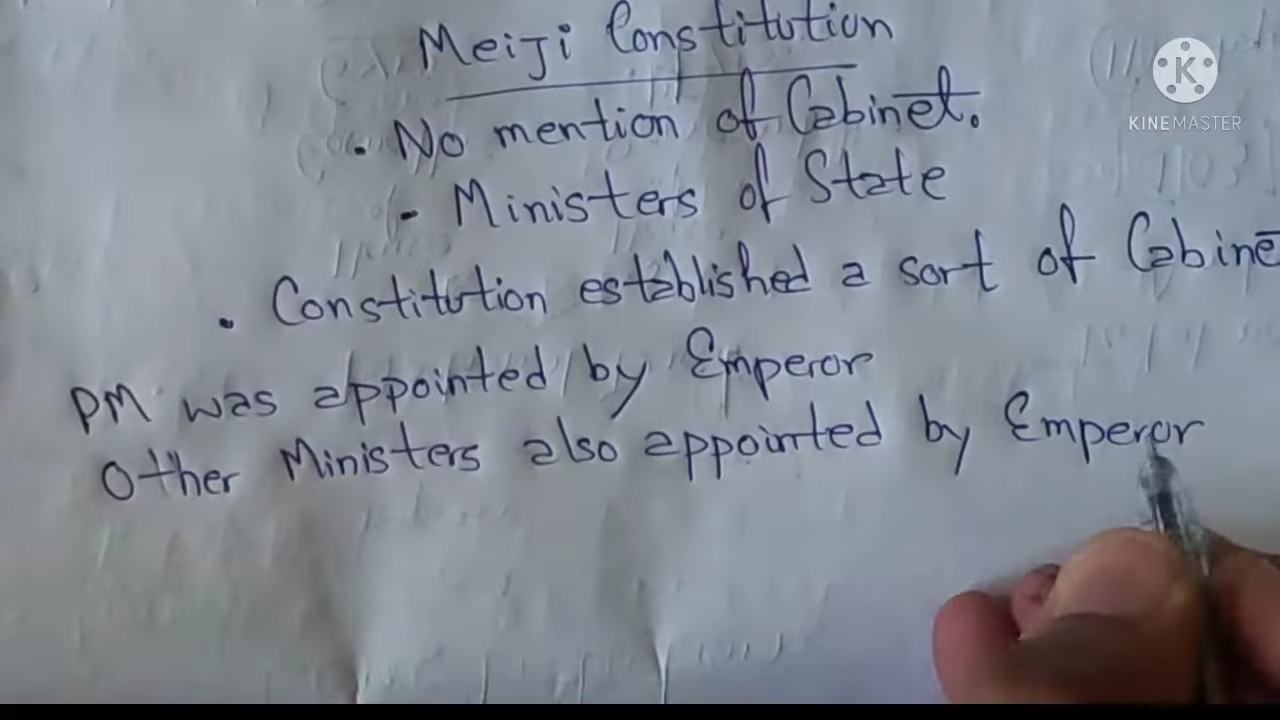 Meiji Constitution
KINEMASTER
• No mention of Cabinet.
- Ministers of State
• Constitution established a sort of Cabine
PM was appointed by Emperor
Other Ministers also appointed by Emperor